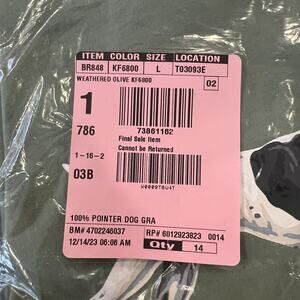 ITEM COLOR SIZE LOCATION
BR848 KF6800 L T03093E
WEATHERED OLIVE KF6800
02
1
786
73861162
Final Sale Item
Cannot be Returned
1-16-2
03B
W0009T6U4T
100% POINTER DOG GRA
BM# 4702246037 RP# 6012923823 0014
12/14/23 06:06 AM Qty 14